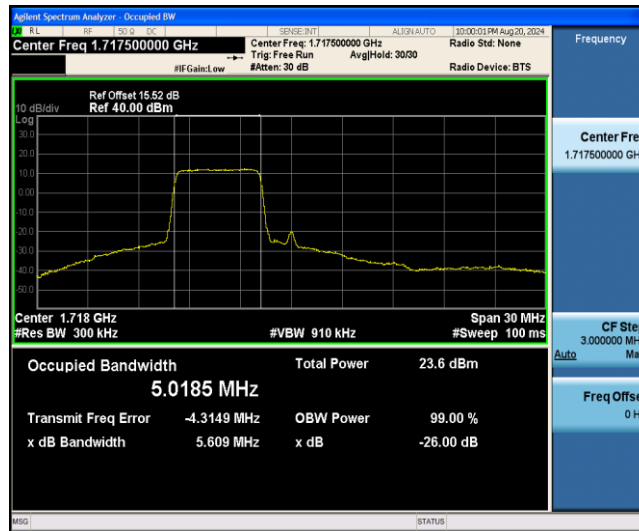 Agilent Spectrum Analyzer - Occupied BW
RL RF 50 Ω DC SENSE:INT ALIGN AUTO 10:00:01 PM Aug 20, 2024
Center Freq 1.717500000 GHz Center Freq: 1.717500000 GHz Radio Std: None
Trig: Free Run Avg|Hold: 30/30
#IFGain:Low #Atten: 30 dB Radio Device: BTS
Ref Offset 15.52 dB
10 dB/div Ref 40.00 dBm
Log
30.0
20.0
10.0
0.00
-10.0
-20.0
-30.0
-40.0
-50.0
Center 1.718 GHz Span 30 MHz
#Res BW 300 kHz #VBW 910 kHz #Sweep 100 ms
Occupied Bandwidth Total Power 23.6 dBm
5.0185 MHz
Transmit Freq Error -4.3149 MHz OBW Power 99.00 %
x dB Bandwidth 5.609 MHz x dB -26.00 dB
MSG STATUS
Frequency
Center Fre
1.717500000 GH
CF Ste
3.000000 MH
Auto Ma
Freq Offse
0 H